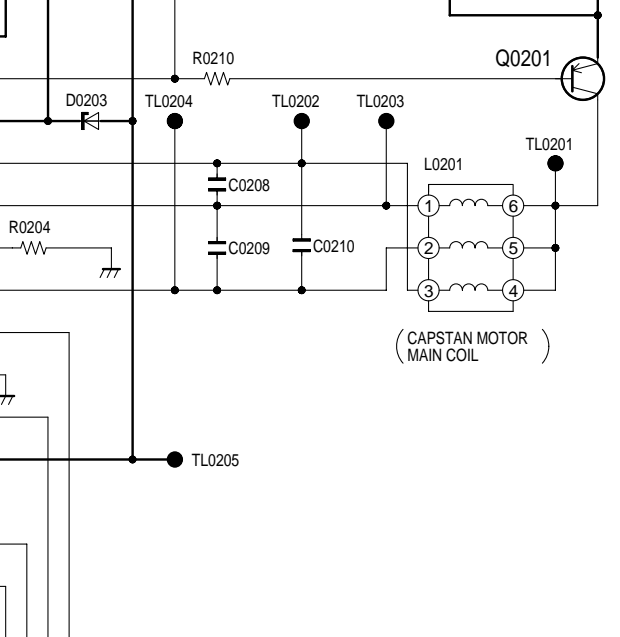 Q0201
R0210
D0203
TL0204
TL0202
TL0203
TL0201
L0201
C0208
1
6
R0204
C0209
C0210
2
5
3
4
CAPSTAN MOTOR
MAIN COIL
TL0205